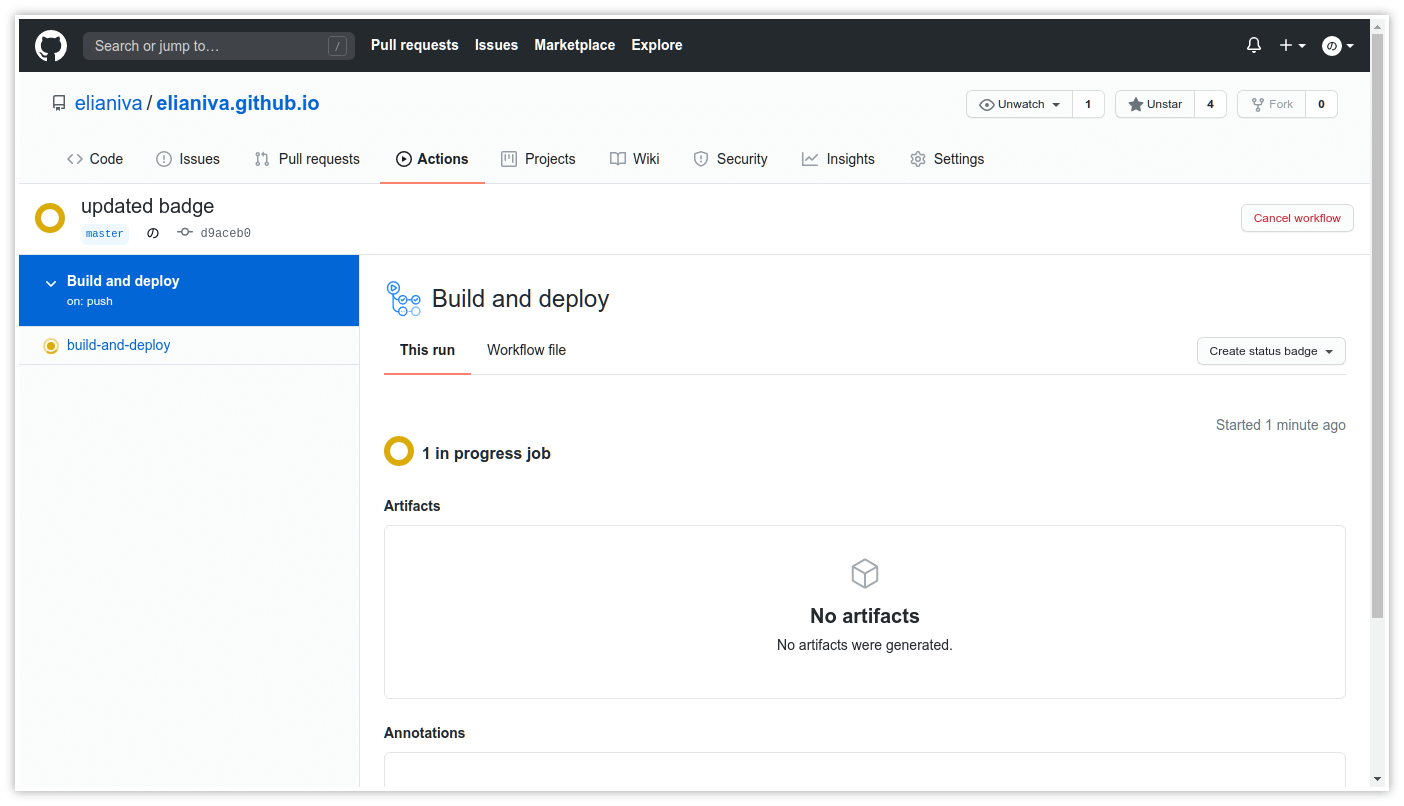 Search or jump to… /
Pull requests Issues Marketplace Explore
の
elianiva / elianiva.github.io
Unwatch 1 Unstar 4 Fork 0
Code Issues Pull requests Actions Projects Wiki Security Insights Settings
updated badge
master の d9aceb0
Cancel workflow
Build and deploy
on: push
build-and-deploy
Build and deploy
This run Workflow file
Create status badge
Started 1 minute ago
1 in progress job
Artifacts
No artifacts
No artifacts were generated.
Annotations